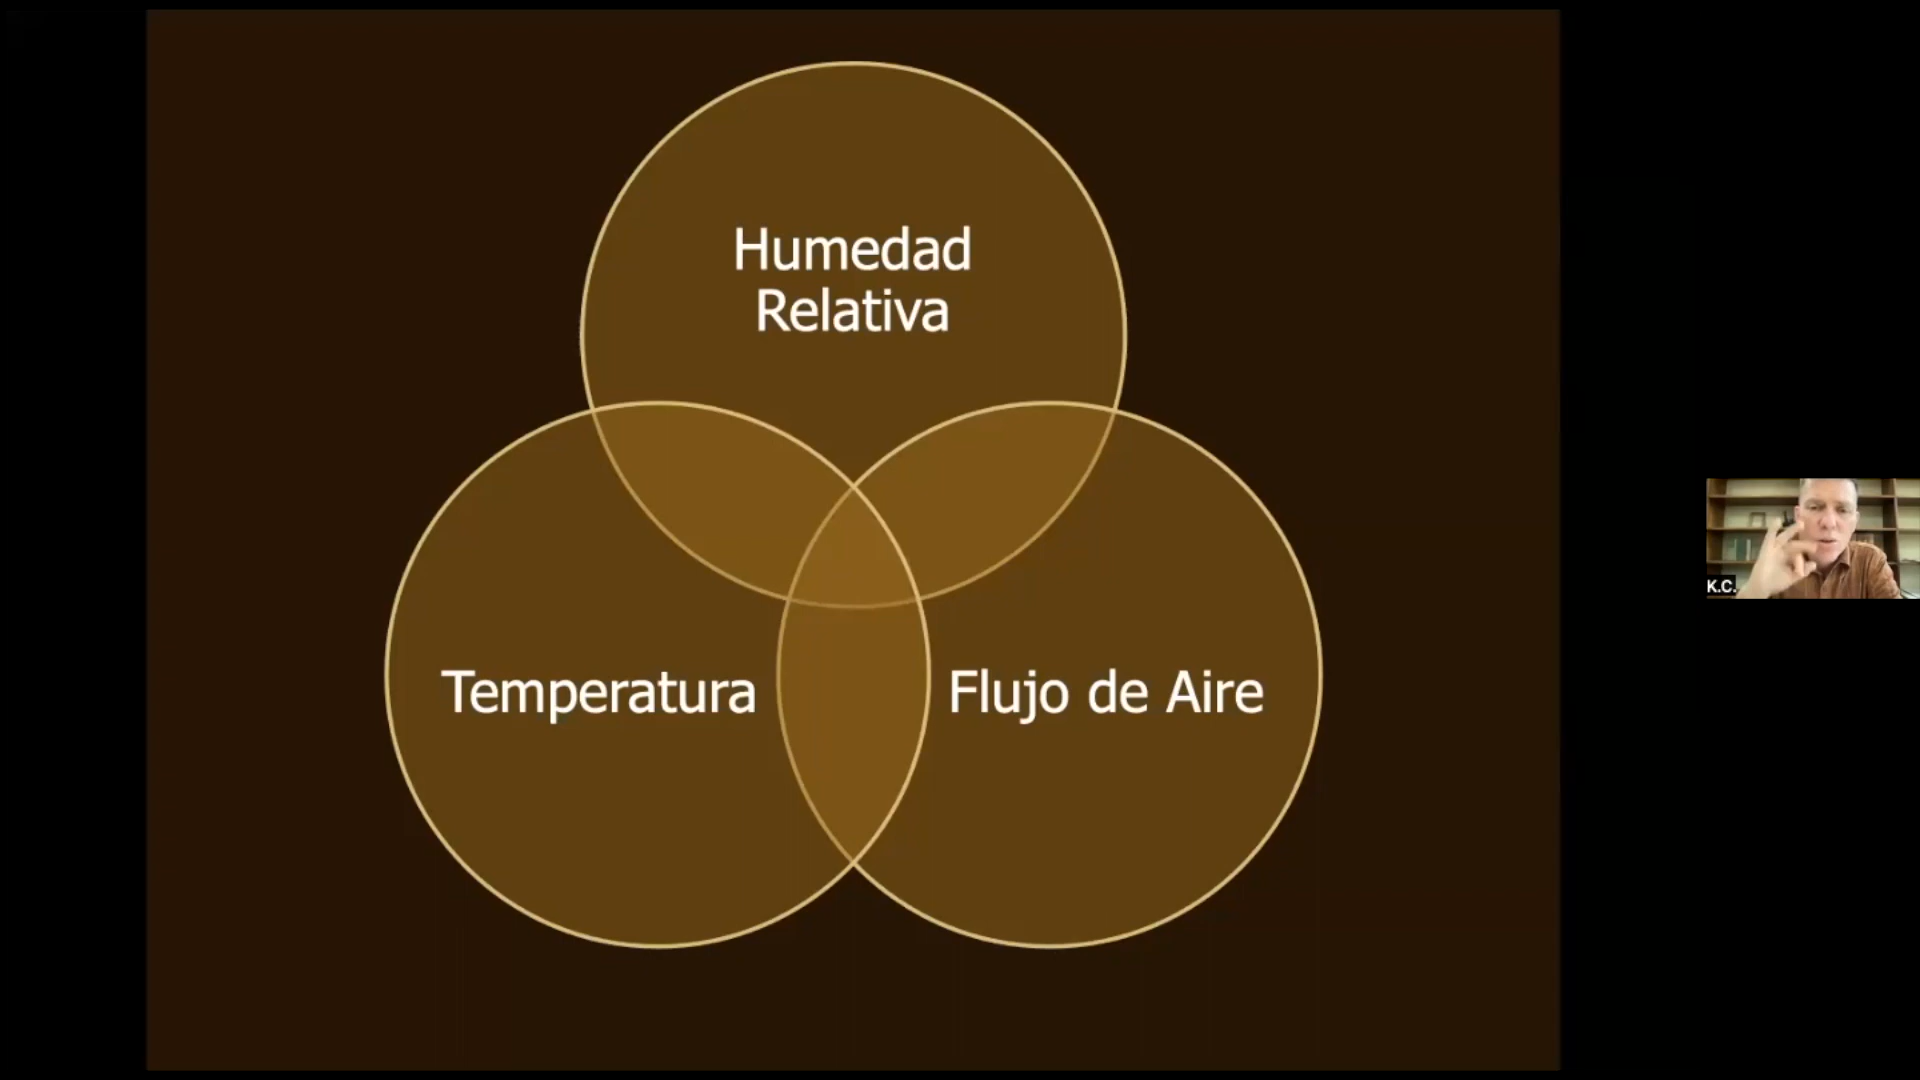 Humedad
Relativa
Temperatura
Flujo de Aire
K.C.